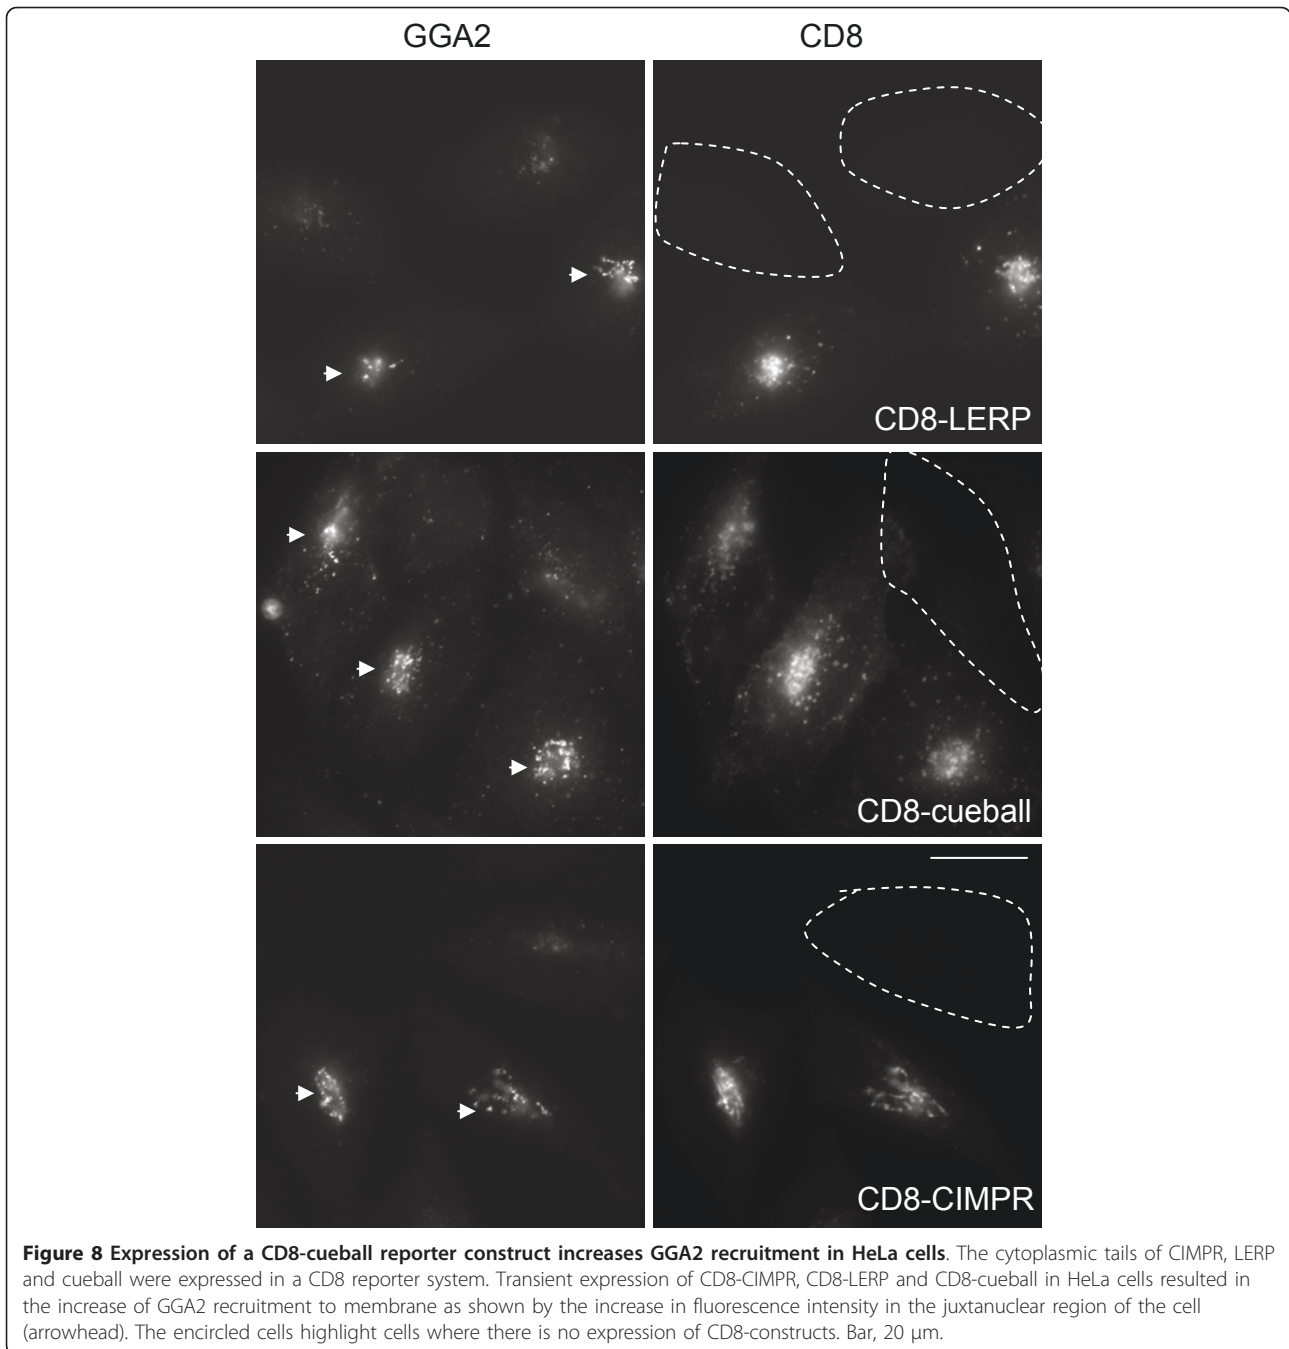 GGA2 CD8
CD8-LERP
CD8-cueball
CD8-CIMPR
Figure 8 Expression of a CD8-cueball reporter construct increases GGA2 recruitment in HeLa cells. The cytoplasmic tails of CIMPR, LERP
and cueball were expressed in a CD8 reporter system. Transient expression of CD8-CIMPR, CD8-LERP and CD8-cueball in HeLa cells resulted in
the increase of GGA2 recruitment to membrane as shown by the increase in fluorescence intensity in the juxtanuclear region of the cell
(arrowhead). The encircled cells highlight cells where there is no expression of CD8-constructs. Bar, 20 μm.